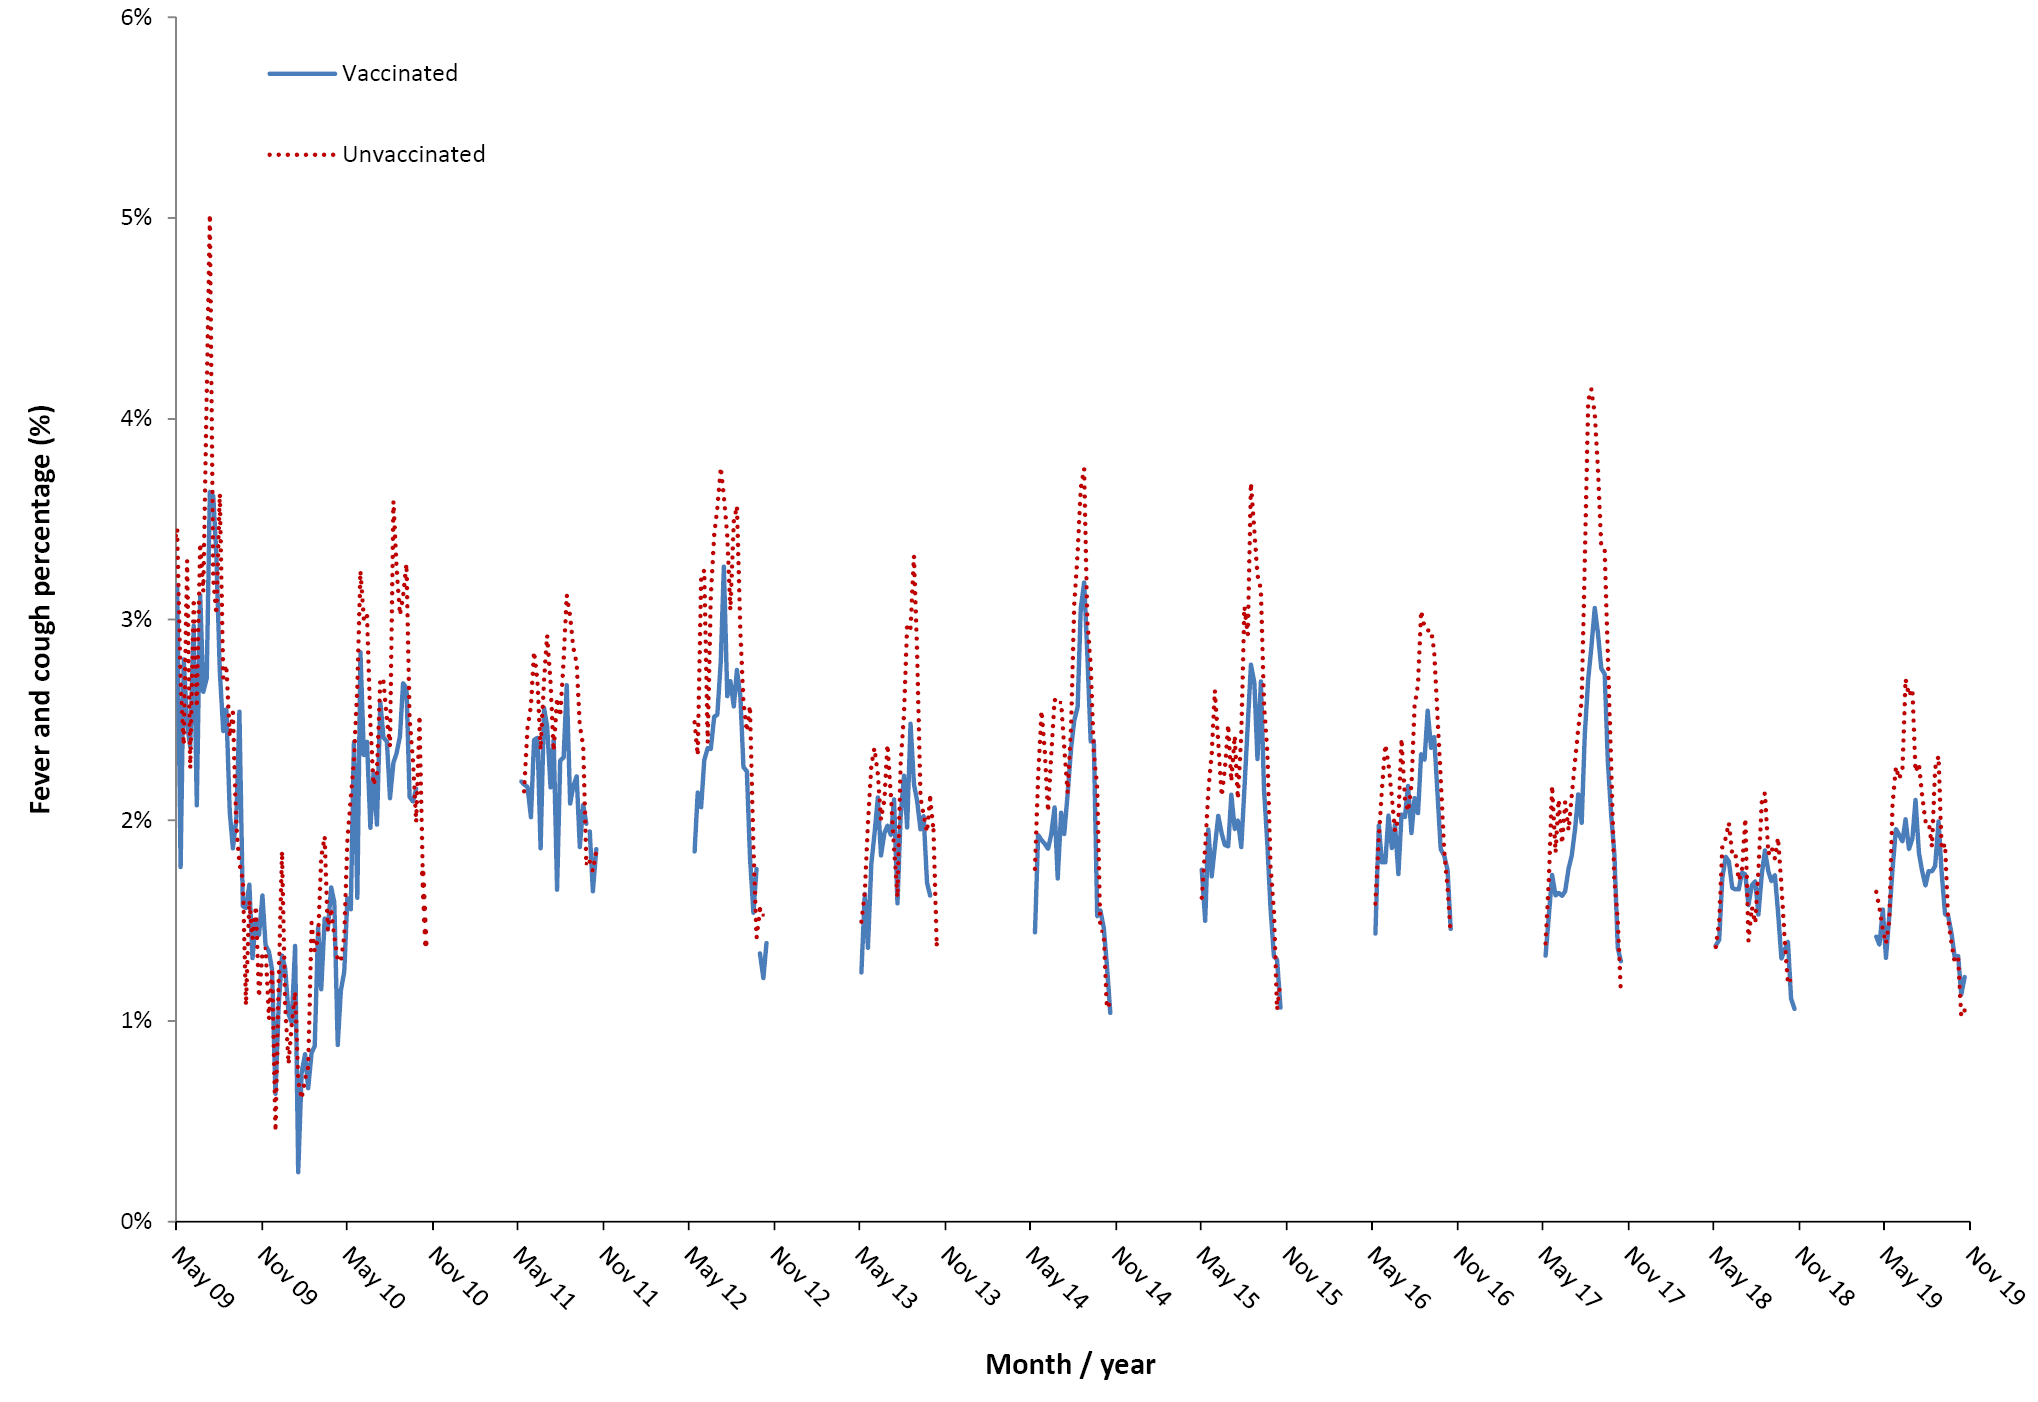 6%
Vaccinated
Unvaccinated
5%
4%
Fever and cough percentage (%)
3%
2%
1%
0%
May 09
Nov 09
May 10
Nov 10
May 11
Nov 11
May 12
Nov 12
May 13
Nov 13
May 14
Nov 14
May 15
Nov 15
May 16
Nov 16
May 17
Nov 17
May 18
Nov 18
May 19
Nov 19
Month / year